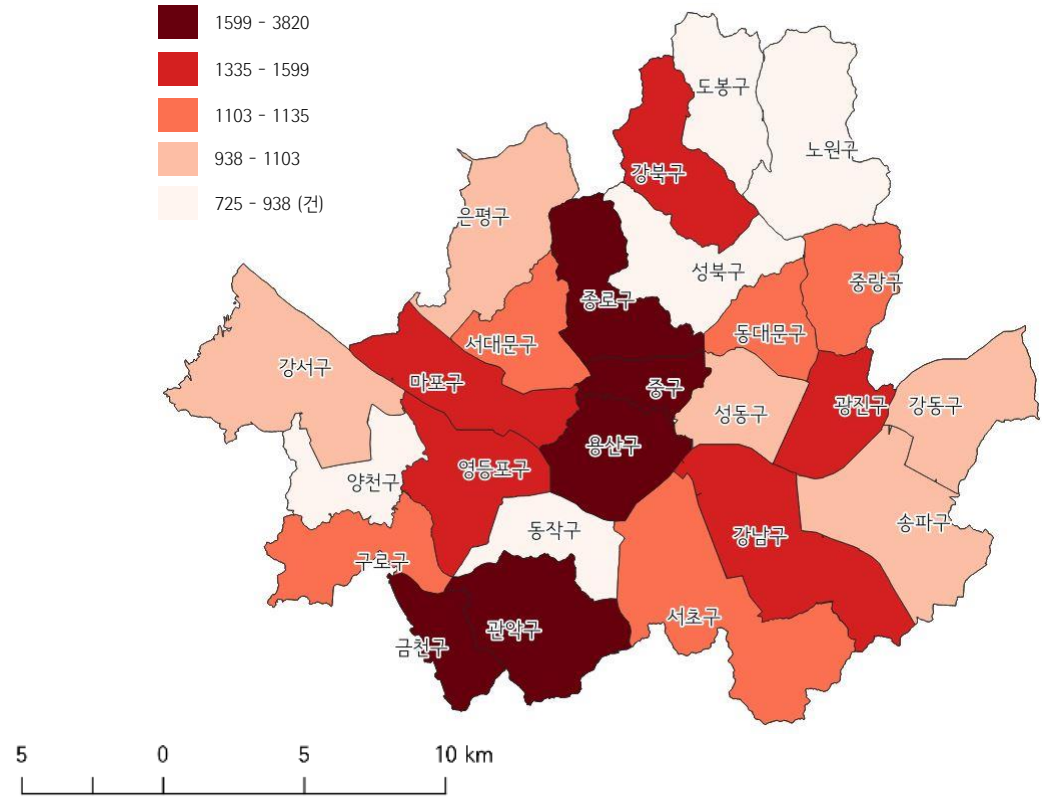 1599 - 3820
1335 - 1599
1103 - 1135
938 - 1103
725 - 938 (건)
도봉구
노원구
강북구
은평구
성북구
중랑구
종로구
동대문구
서대문구
강서구
마포구
중구
광진구
강동구
성동구
용산구
영등포구
양천구
송파구
동작구
강남구
구로구
서초구
관악구
금천구
5 0 5 10 km